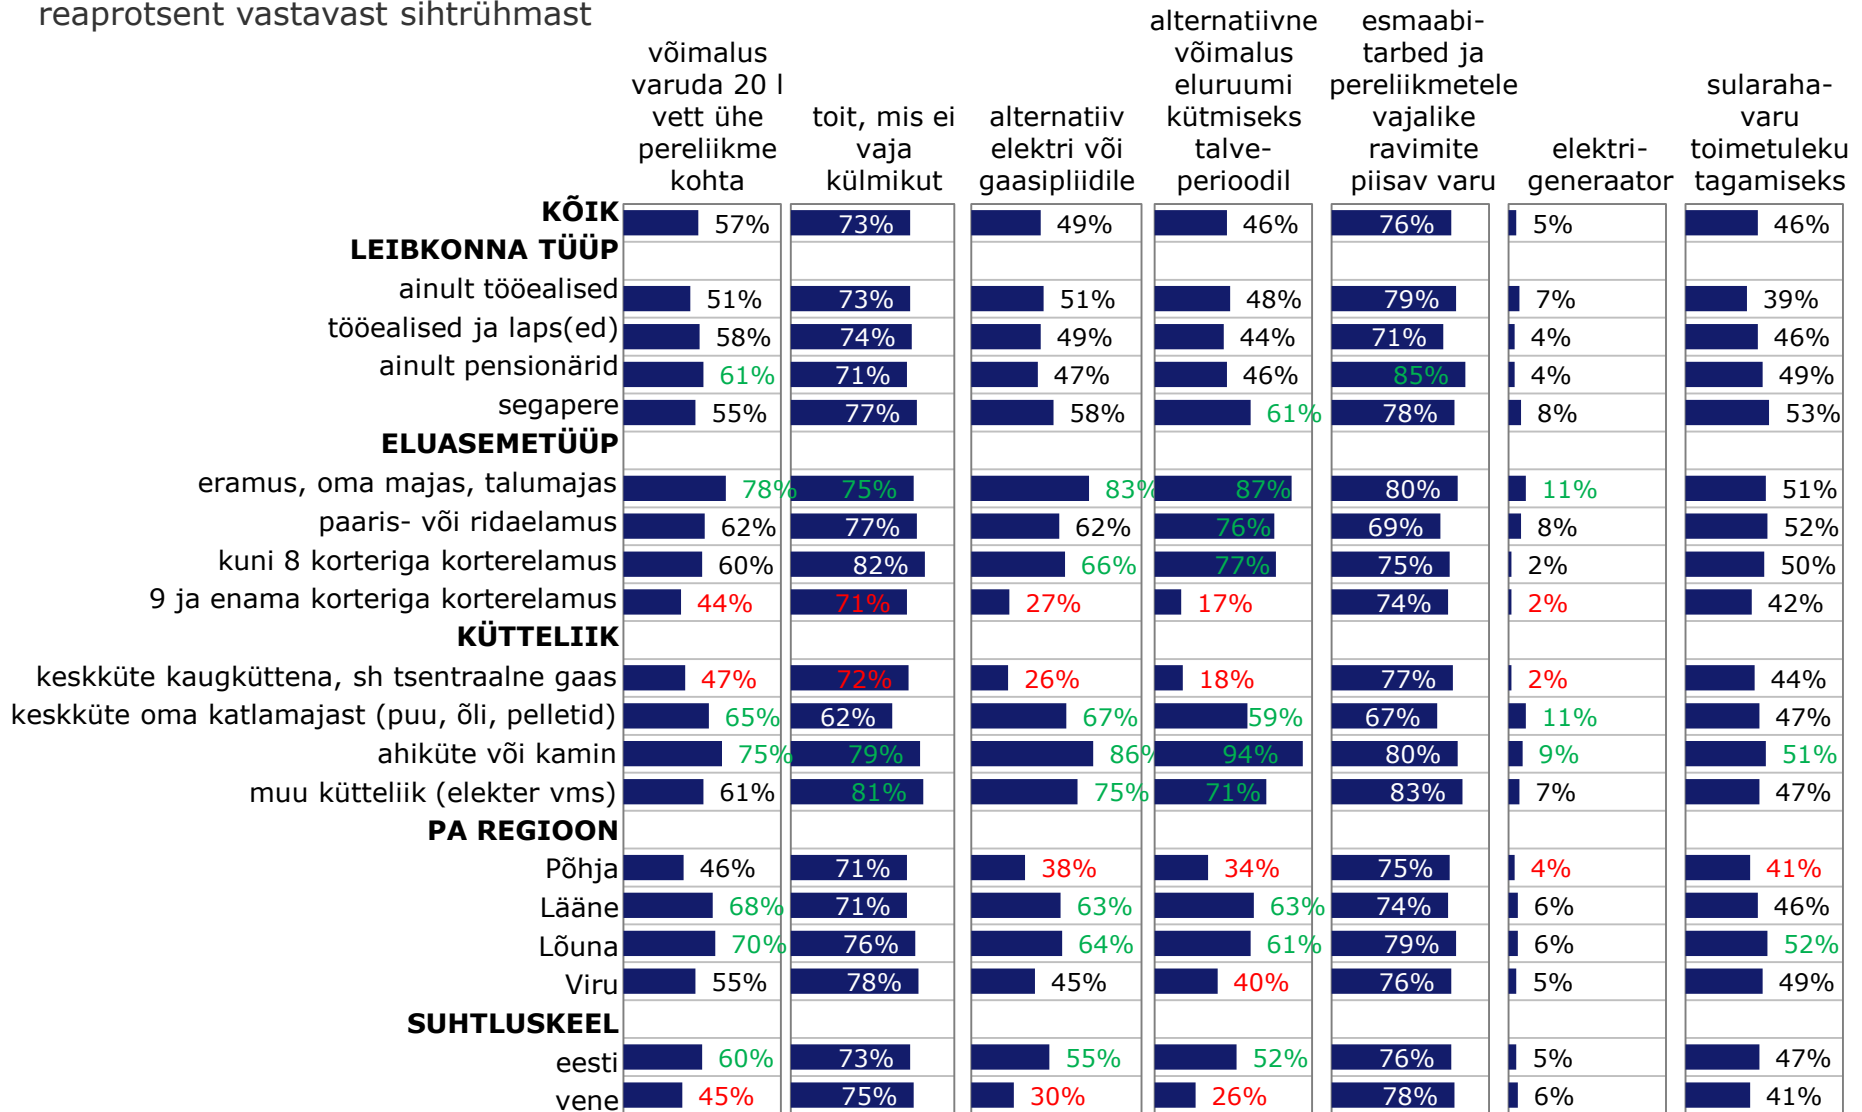 reaprotsent vastavast sihtrühmast
võimalus
varuda 20 l
vett ühe
pereliikme
kohta
toit, mis ei
vaja
külmikut
alternatiiv
elektri või
gaasipliidile
alternatiivne
võimalus
eluruumi
kütmiseks
talve-
perioodil
esmaabi-
tarbed ja
pereliikmetele
vajalike
ravimite
piisav varu
elektri-
generaator
sularaha-
varu
toimetuleku
tagamiseks
KÕIK 57% 73% 49% 46% 76% 5% 46%
LEIBKONNA TÜÜP
ainult tööealised 51% 73% 51% 48% 79% 7% 39%
tööealised ja laps(ed) 58% 74% 49% 44% 71% 4% 46%
ainult pensionärid 61% 71% 47% 46% 85% 4% 49%
segapere 55% 77% 58% 61% 78% 8% 53%
ELUASEMETÜÜP
eramus, oma majas, talumajas 78% 75% 83% 87% 80% 11% 51%
paaris- või ridaelamus 62% 77% 62% 76% 69% 8% 52%
kuni 8 korteriga korterelamus 60% 82% 66% 77% 75% 2% 50%
9 ja enama korteriga korterelamus 44% 71% 27% 17% 74% 2% 42%
KÜTTELIIK
keskküte kaugküttena, sh tsentraalne gaas 47% 72% 26% 18% 77% 2% 44%
keskküte oma katlamajast (puu, õli, pelletid) 65% 62% 67% 59% 67% 11% 47%
ahiküte või kamin 75% 79% 86% 94% 80% 9% 51%
muu kütteliik (elekter vms) 61% 81% 75% 71% 83% 7% 47%
PA REGIOON
Põhja 46% 71% 38% 34% 75% 4% 41%
Lääne 68% 71% 63% 63% 74% 6% 46%
Lõuna 70% 76% 64% 61% 79% 6% 52%
Viru 55% 78% 45% 40% 76% 5% 49%
SUHTLUSKEEL
eesti 60% 73% 55% 52% 76% 5% 47%
vene 45% 75% 30% 26% 78% 6% 41%